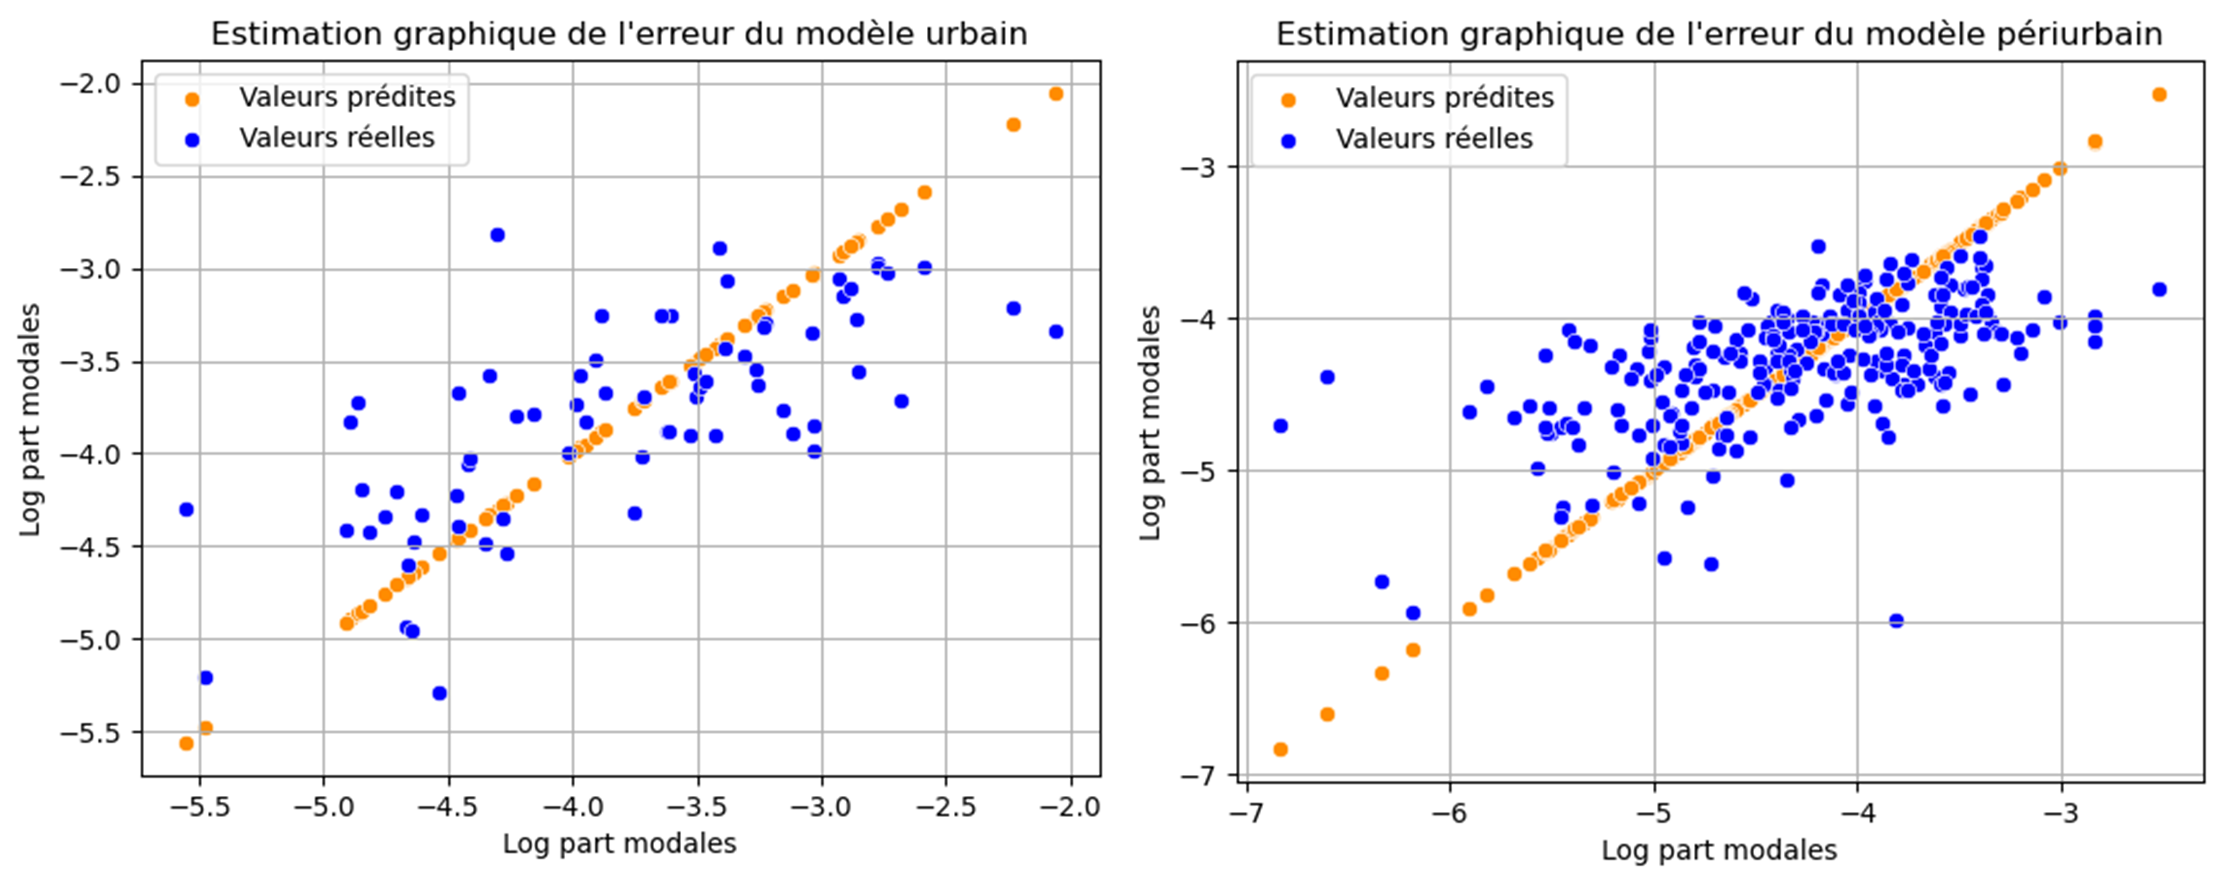 Estimation graphique de l'erreur du modèle urbain
Valeurs prédites
Valeurs réelles
−2.0
−2.5
−3.0
−3.5
−4.0
−4.5
−5.0
−5.5
Log part modales
−5.5 −5.0 −4.5 −4.0 −3.5 −3.0 −2.5 −2.0
Log part modales
Estimation graphique de l'erreur du modèle périurbain
Valeurs prédites
Valeurs réelles
−3
−4
−5
−6
−7
Log part modales
−7 −6 −5 −4 −3
Log part modales